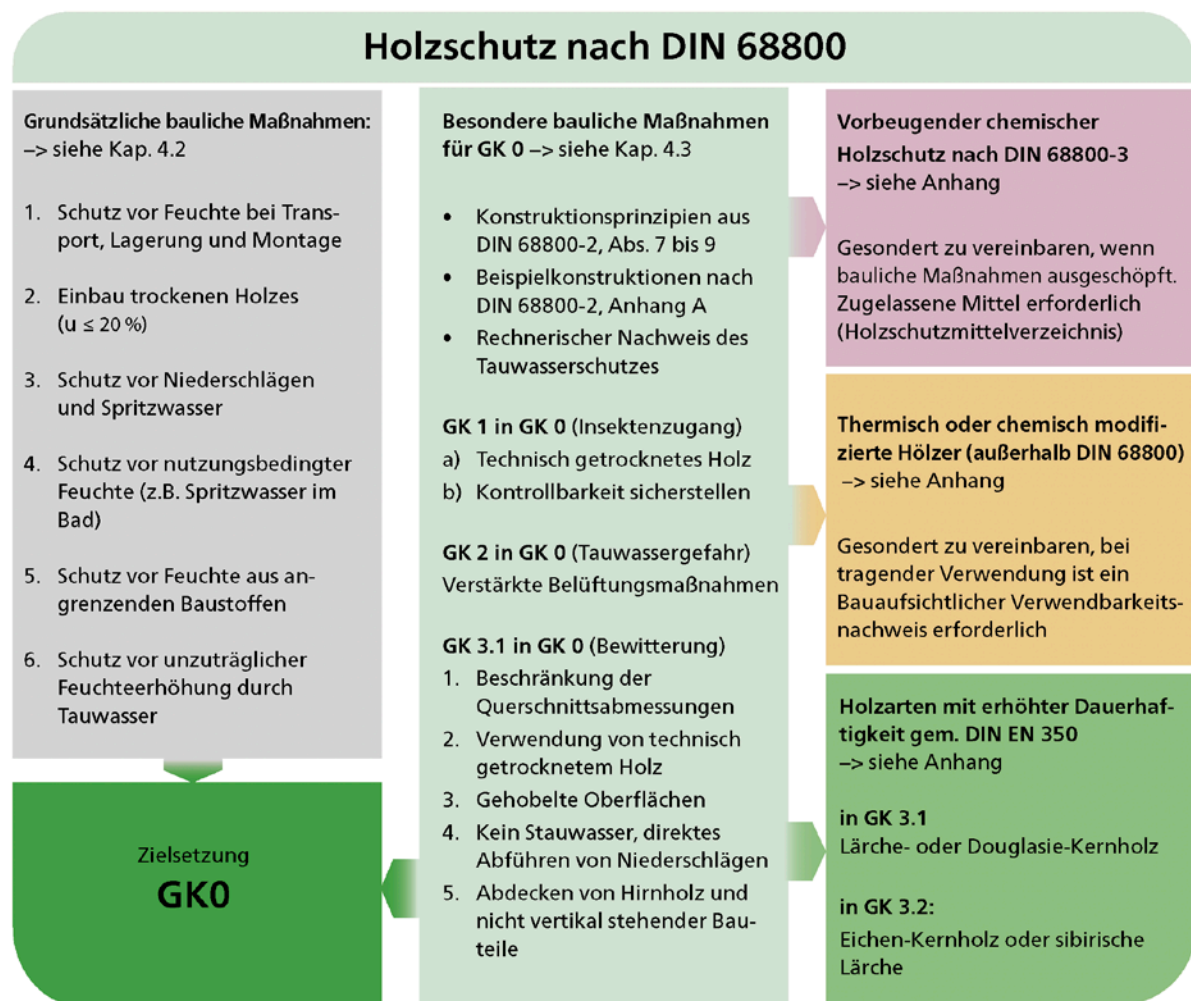 Holzschutz nach DIN 68800
Grundsätzliche bauliche Maßnahmen:
–> siehe Kap. 4.2
1. Schutz vor Feuchte bei Trans-
port, Lagerung und Montage
2. Einbau trockenen Holzes
(u ≤ 20 %)
3. Schutz vor Niederschlägen
und Spritzwasser
4. Schutz vor nutzungsbedingter
Feuchte (z.B. Spritzwasser im
Bad)
5. Schutz vor Feuchte aus an-
grenzenden Baustoffen
6. Schutz vor unzuträglicher
Feuchteerhöhung durch
Tauwasser
Zielsetzung
GK0
Besondere bauliche Maßnahmen
für GK 0 –> siehe Kap. 4.3
• Konstruktionsprinzipien aus
DIN 68800-2, Abs. 7 bis 9
• Beispielkonstruktionen nach
DIN 68800-2, Anhang A
• Rechnerischer Nachweis des
Tauwasserschutzes
GK 1 in GK 0 (Insektenzugang)
a) Technisch getrocknetes Holz
b) Kontrollbarkeit sicherstellen
GK 2 in GK 0 (Tauwassergefahr)
Verstärkte Belüftungsmaßnahmen
GK 3.1 in GK 0 (Bewitterung)
1. Beschränkung der
Querschnittsabmessungen
2. Verwendung von technisch
getrocknetem Holz
3. Gehobelte Oberflächen
4. Kein Stauwasser, direktes
Abführen von Niederschlägen
5. Abdecken von Hirnholz und
nicht vertikal stehender Bau-
teile
Vorbeugender chemischer
Holzschutz nach DIN 68800-3
–> siehe Anhang
Gesondert zu vereinbaren, wenn
bauliche Maßnahmen ausgeschöpft.
Zugelassene Mittel erforderlich
(Holzschutzmittelverzeichnis)
Thermisch oder chemisch modifi-
zierte Hölzer (außerhalb DIN 68800)
–> siehe Anhang
Gesondert zu vereinbaren, bei
tragender Verwendung ist ein
Bauaufsichtlicher Verwendbarkeits-
nachweis erforderlich
Holzarten mit erhöhter Dauerhaf-
tigkeit gem. DIN EN 350
–> siehe Anhang
in GK 3.1
Lärche- oder Douglasie-Kernholz
in GK 3.2:
Eichen-Kernholz oder sibirische
Lärche